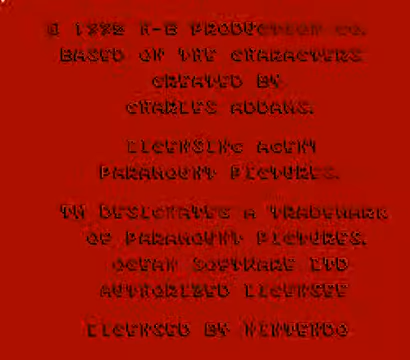 © 1992 H-B PRODUCTION CO.
BASED ON THE CHARACTERS
CREATED BY
CHARLES ADDAMS.
LICENSING AGENT
PARAMOUNT PICTURES.
TM DESIGNATES A TRADEMARK
OF PARAMOUNT PICTURES.
OCEAN SOFTWARE LTD
AUTHORIZED LICENSEE
LICENSED BY NINTENDO